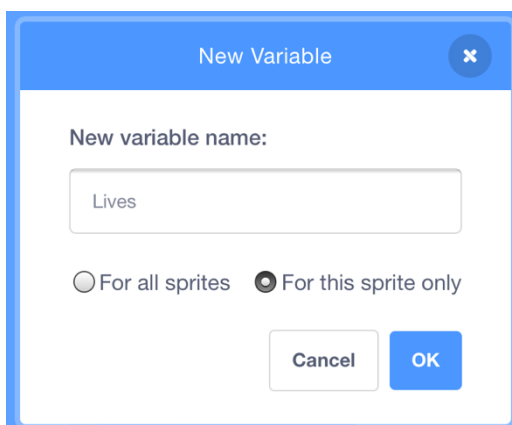 New Variable
New variable name:
Lives
For all sprites For this sprite only
Cancel OK